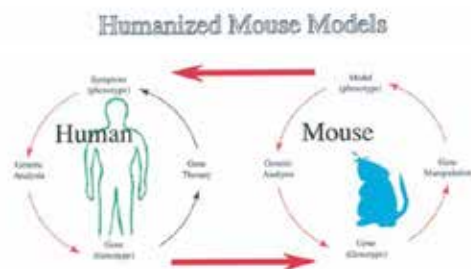 Humanized Mouse Models
Symptom
(phenotype)
Model
(phenotype)
Human
Mouse
Genetic
Analysis
Gene
Therapy
Genetic
Analysis
Gene
Manipulation
Gene
(Genotype)
Gene
(Genotype)